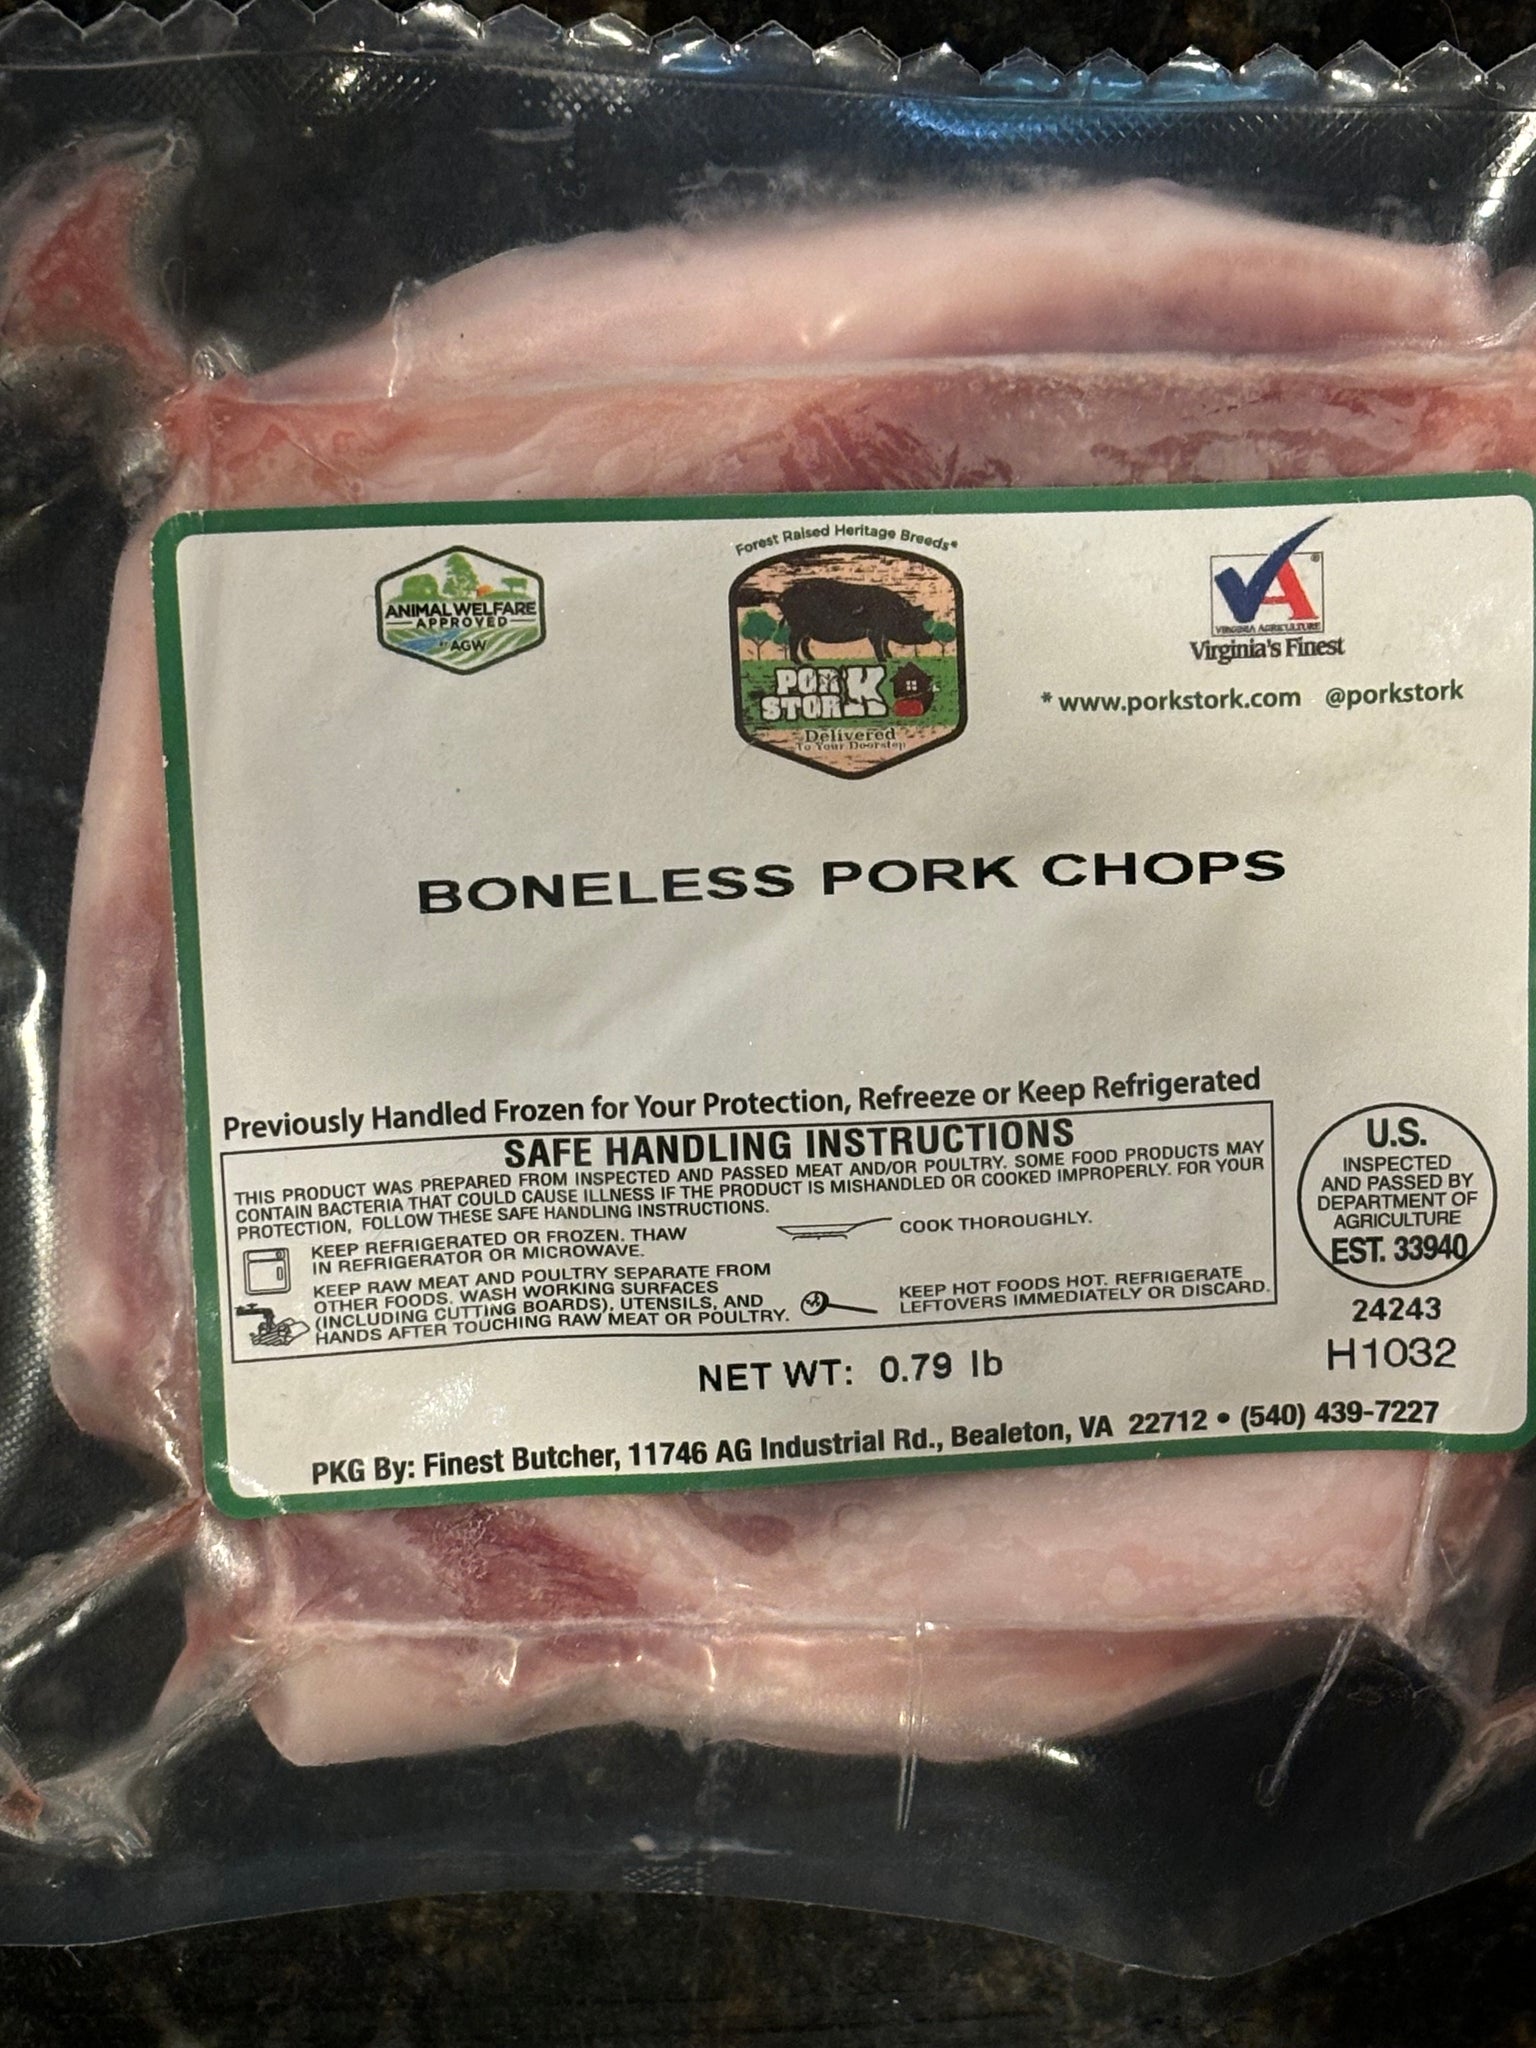 Forest Raised Heritage Breeds*
ANIMAL WELFARE
APPROVED
BY AGW
PORK
STORK
Delivered
To Your Doorstep
VA
®
VIRGINIA AGRICULTURE
Virginia's Finest
* www.porkstork.com @porkstork
BONELESS PORK CHOPS
Previously Handled Frozen for Your Protection, Refreeze or Keep Refrigerated
SAFE HANDLING INSTRUCTIONS
THIS PRODUCT WAS PREPARED FROM INSPECTED AND PASSED MEAT AND/OR POULTRY. SOME FOOD PRODUCTS MAY
CONTAIN BACTERIA THAT COULD CAUSE ILLNESS IF THE PRODUCT IS MISHANDLED OR COOKED IMPROPERLY. FOR YOUR
PROTECTION, FOLLOW THESE SAFE HANDLING INSTRUCTIONS.
KEEP REFRIGERATED OR FROZEN. THAW
IN REFRIGERATOR OR MICROWAVE.
KEEP RAW MEAT AND POULTRY SEPARATE FROM
OTHER FOODS. WASH WORKING SURFACES
(INCLUDING CUTTING BOARDS), UTENSILS, AND
HANDS AFTER TOUCHING RAW MEAT OR POULTRY.
COOK THOROUGHLY.
KEEP HOT FOODS HOT. REFRIGERATE
LEFTOVERS IMMEDIATELY OR DISCARD.
U.S.
INSPECTED
AND PASSED BY
DEPARTMENT OF
AGRICULTURE
EST. 33940
24243
H1032
NET WT: 0.79 lb
PKG By: Finest Butcher, 11746 AG Industrial Rd., Bealeton, VA 22712 • (540) 439-7227